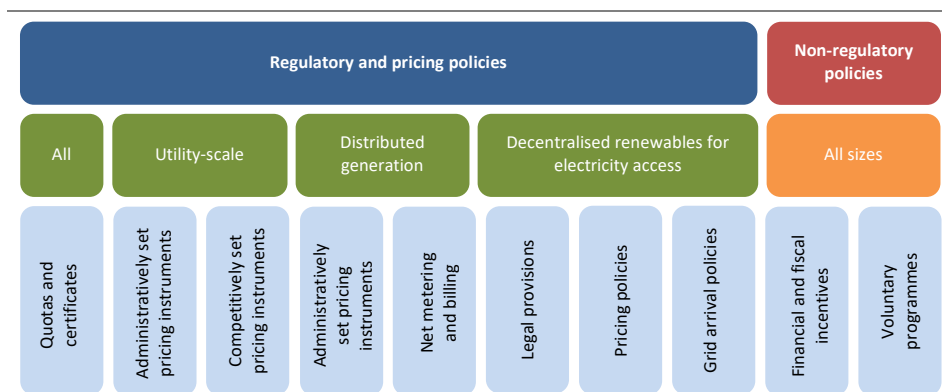 Regulatory and pricing policies
Non-regulatory
policies
All
Utility-scale
Distributed
generation
Decentralised renewables for
electricity access
All sizes
Quotas and
certificates
Administratively set
pricing instruments
Competitively set
pricing instruments
Administratively
set pricing
instruments
Net metering
and billing
Legal provisions
Pricing policies
Grid arrival policies
Financial and fiscal
incentives
Voluntary
programmes